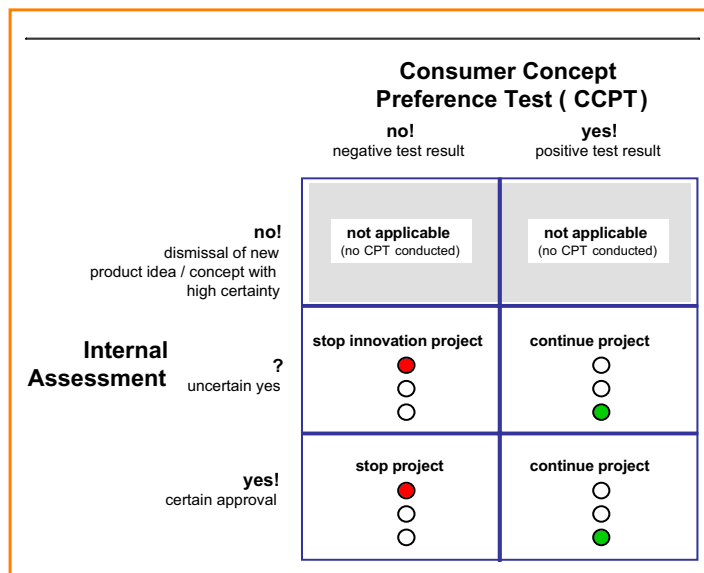 Consumer Concept
Preference Test ( CCPT)
no!
negative test result
yes!
positive test result
no!
dismissal of new
product idea / concept with
high certainty
not applicable
(no CPT conducted)
not applicable
(no CPT conducted)
Internal
Assessment
?
uncertain yes
stop innovation project
continue project
yes!
certain approval
stop project
continue project